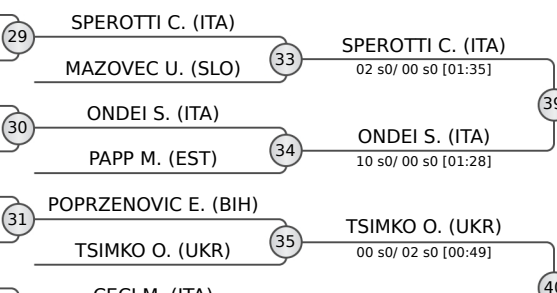 SPEROTTI C. (ITA)
29
SPEROTTI C. (ITA)
33
MAZOVEC U. (SLO)
02 s0/ 00 s0 [01:35]
39
ONDEI S. (ITA)
30
ONDEI S. (ITA)
34
PAPP M. (EST)
10 s0/ 00 s0 [01:28]
POPRZENOVIC E. (BIH)
31
TSIMKO O. (UKR)
35
TSIMKO O. (UKR)
00 s0/ 02 s0 [00:49]
40
CECI M. (ITA)